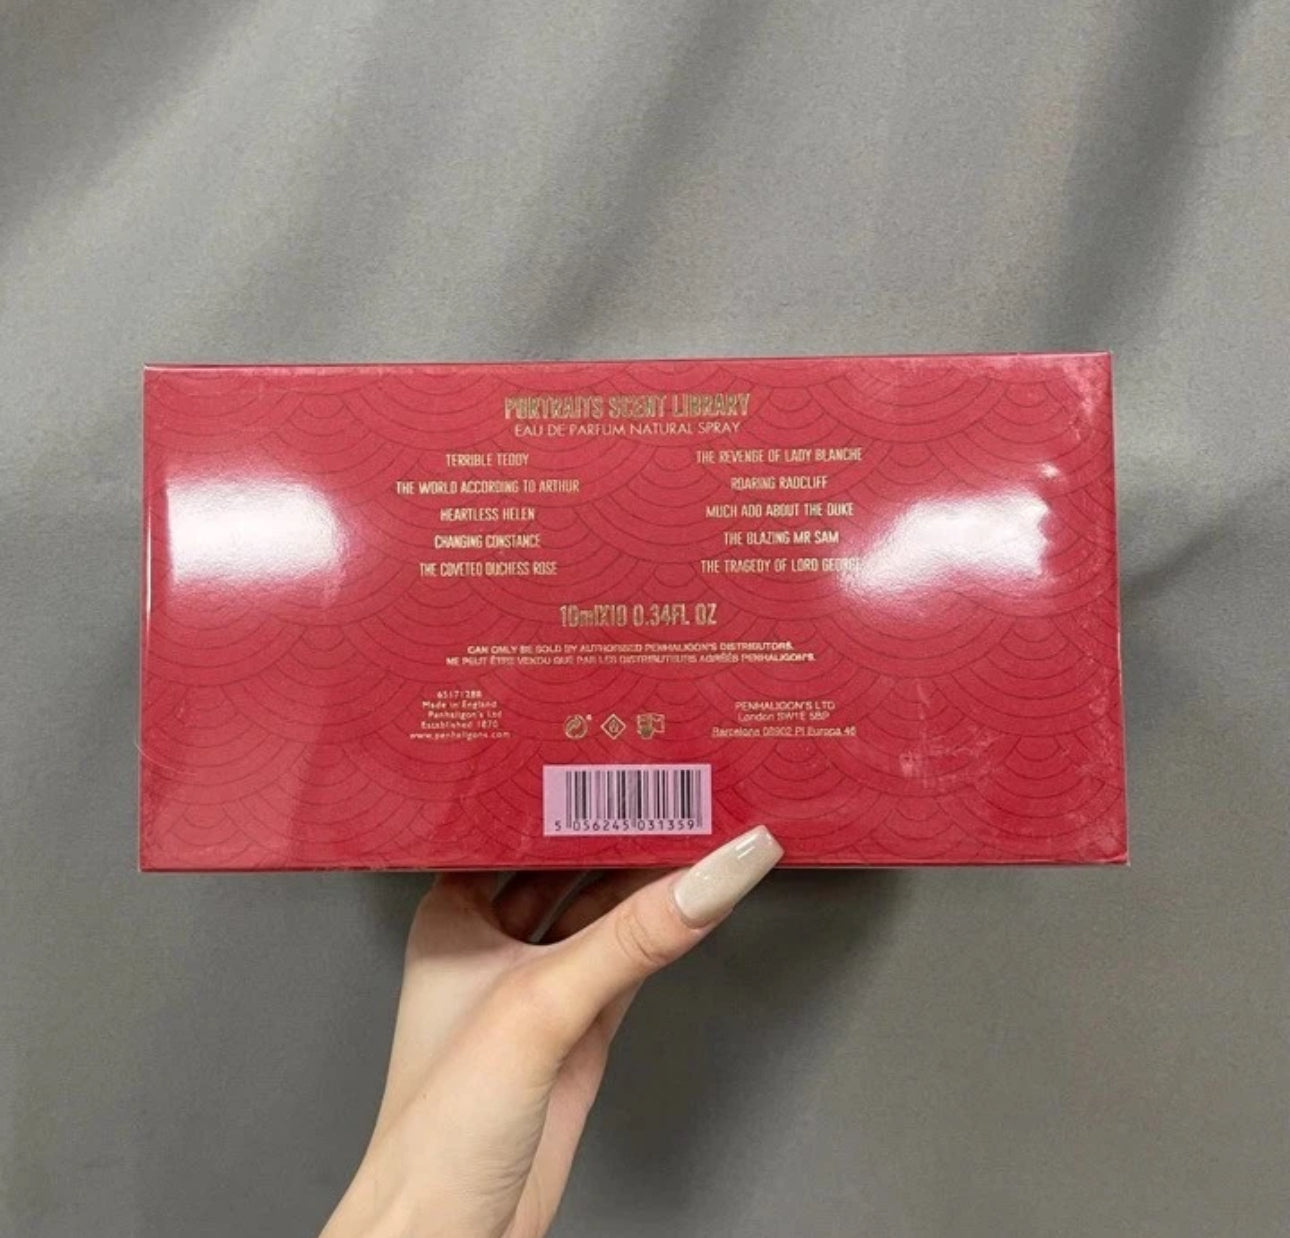 PORTRAITS SCENT LIBRARY
EAU DE PARFUM NATURAL SPRAY
TERRIBLE TEDDY
THE WORLD ACCORDING TO ARTHUR
HEARTLESS HELEN
CHANGING CONSTANCE
THE COVETED DUCHESS ROSE
THE REVENGE OF LADY BLANCHE
ROARING RADCLIFF
MUCH ADO ABOUT THE DUKE
THE BLAZING MR SAM
THE TRAGEDY OF LORD GEORGE
10mlX10 0.34FL OZ
CAN ONLY BE SOLD BY AUTHORISED PENHALIGON'S DISTRIBUTORS.
NE PEUT ÊTRE VENDU QUE PAR LES DISTRIBUTEURS AGRÉÉS PENHALIGON'S.
65171288
Made in England
Penhaligon's Ltd
Established 1870
www.penhaligons.com
PENHALIGON'S LTD
London SW1E 5BP
Barcelona 08902 Pl Europa 46
5 056245 031359